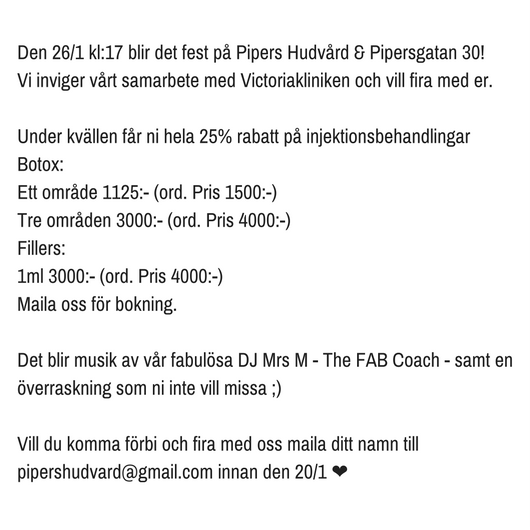 Den 26/1 kl:17 blir det fest på Pipers Hudvård & Pipersgatan 30!
Vi inviger vårt samarbete med Victoriakliniken och vill fira med er.
Under kvällen får ni hela 25% rabatt på injektionsbehandlingar
Botox:
Ett område 1125:- (ord. Pris 1500:-)
Tre områden 3000:- (ord. Pris 4000:-)
Fillers:
1ml 3000:- (ord. Pris 4000:-)
Maila oss för bokning.
Det blir musik av vår fabulösa DJ Mrs M - The FAB Coach - samt en
överraskning som ni inte vill missa ;)
Vill du komma förbi och fira med oss maila ditt namn till
pipershudvard@gmail.com innan den 20/1 ❤